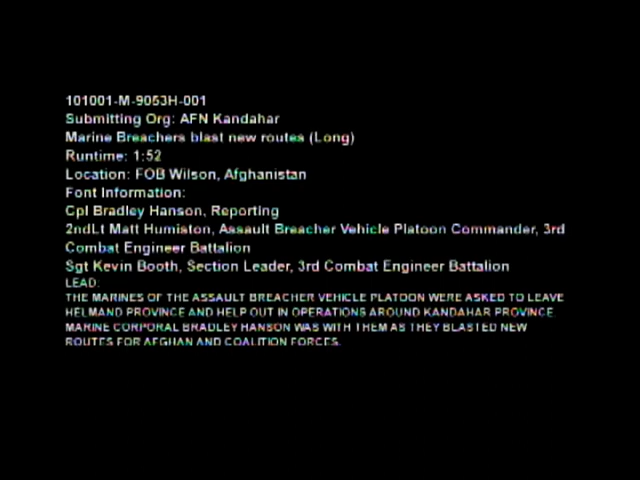 101001-M-9053H-001
Submitting Org: AFN Kandahar
Marine Breachers blast new routes (Long)
Runtime: 1:52
Location: FOB Wilson, Afghanistan
Font Information:
Cpl Bradley Hanson, Reporting
2ndLt Matt Humiston, Assault Breacher Vehicle Platoon Commander, 3rd
Combat Engineer Battalion
Sgt Kevin Booth, Section Leader, 3rd Combat Engineer Battalion
LEAD:
THE MARINES OF THE ASSAULT BREACHER VEHICLE PLATOON WERE ASKED TO LEAVE
HELMAND PROVINCE AND HELP OUT IN OPERATIONS AROUND KANDAHAR PROVINCE.
MARINE CORPORAL BRADLEY HANSON WAS WITH THEM AS THEY BLASTED NEW
ROUTES FOR AFGHAN AND COALITION FORCES.